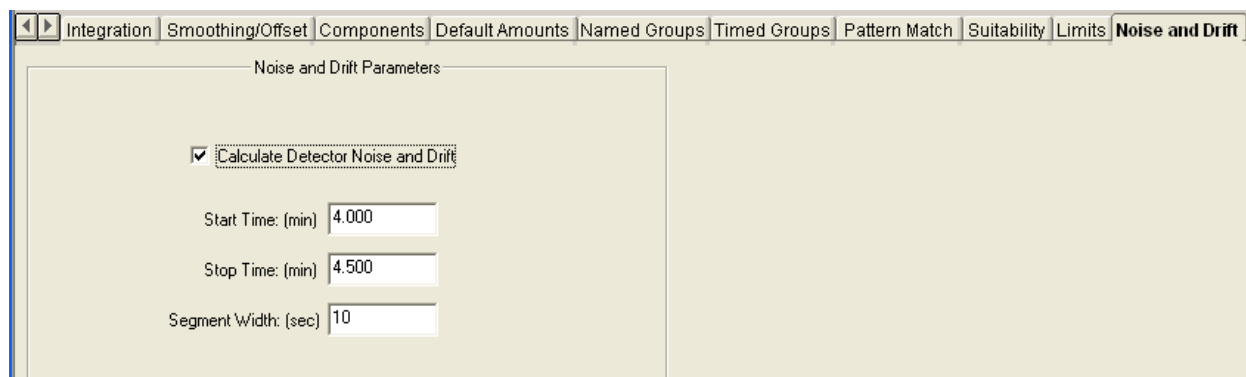 Integration Smoothing/Offset Components Default Amounts Named Groups Timed Groups Pattern Match Suitability Limits Noise and Drift
Noise and Drift Parameters
Calculate Detector Noise and Drift
Start Time: (min) 4.000
Stop Time: (min) 4.500
Segment Width: (sec) 10